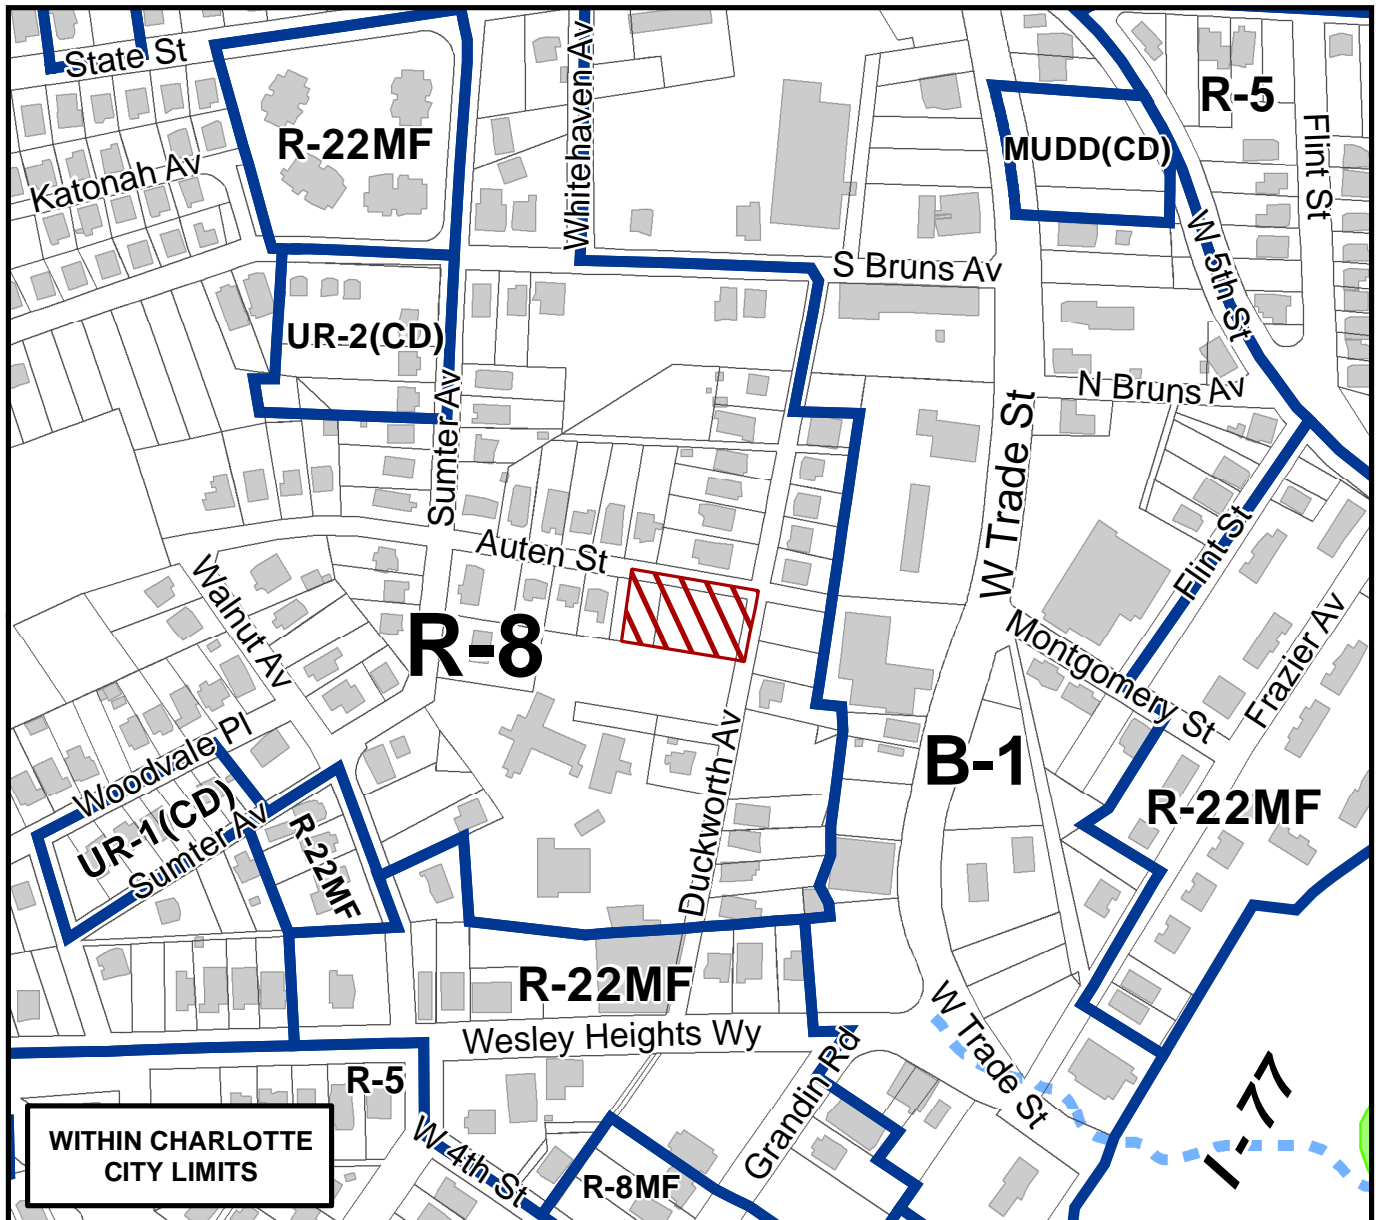 State St
Whitehaven Av
R-5
R-22MF
MUDD(CD)
Flint St
Katonah Av
W 5th St
S Bruns Av
UR-2(CD)
N Bruns Av
Sumter Av
W Trade St
Auten St
Flint St
Walnut Av
R-8
Montgomery St
Frazier Av
Woodvale Pl
B-1
Duckworth Av
UR-1(CD)
R-22MF
Sumter Av
R-22MF
R-22MF
Wesley Heights Wy
W Trade St
Grandin Rd
R-5
I-77
WITHIN CHARLOTTE
CITY LIMITS
W 4th St
R-8MF